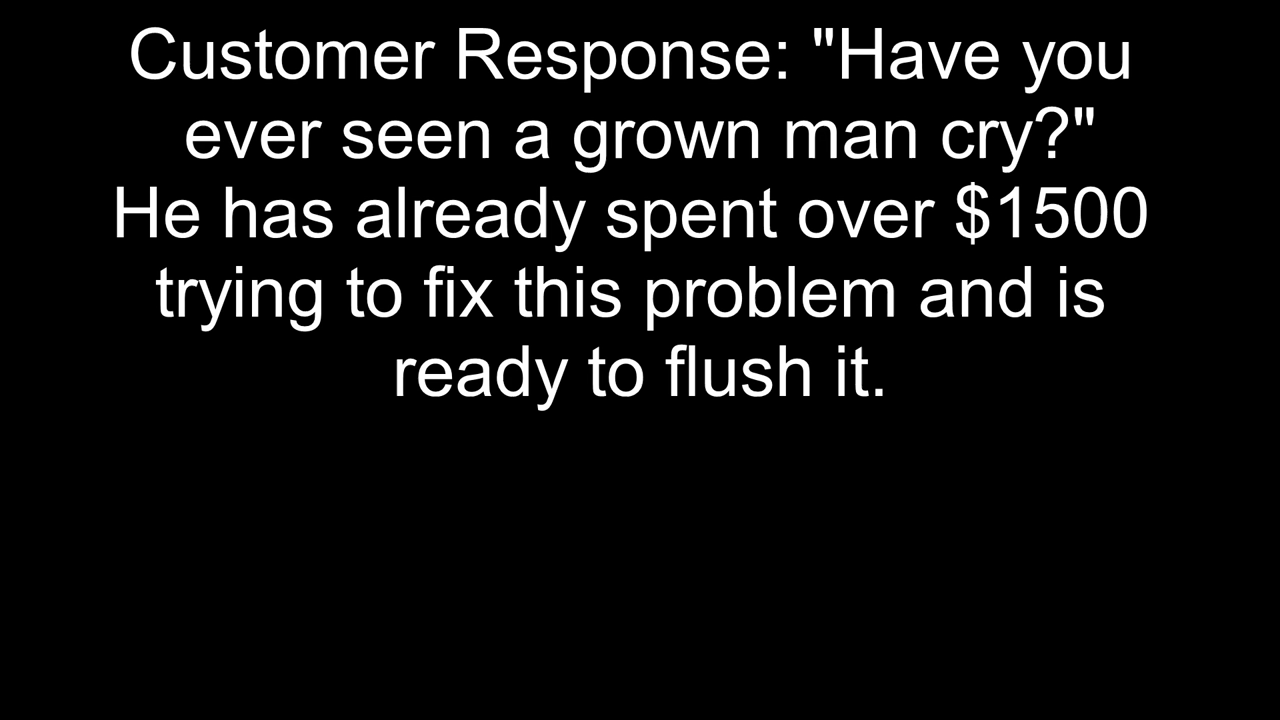 Customer Response: "Have you
ever seen a grown man cry?"
He has already spent over $1500
trying to fix this problem and is
ready to flush it.